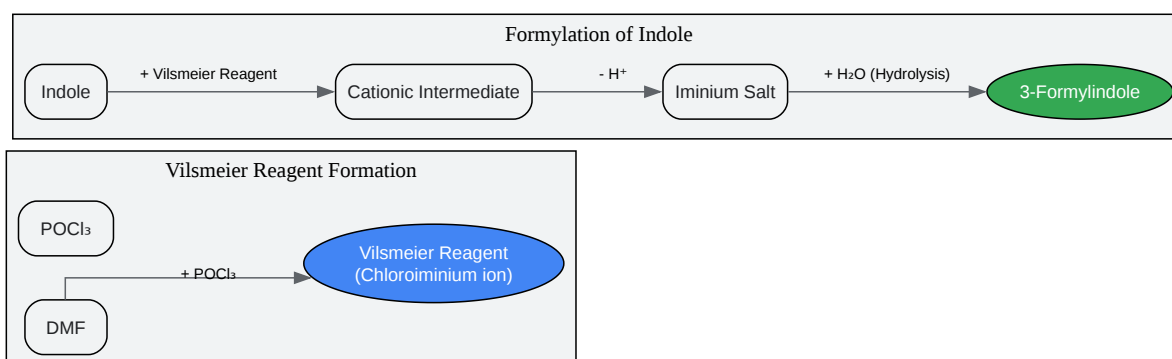 Formylation of Indole
Indole
+ Vilsmeier Reagent
Cationic Intermediate
- H⁺
Iminium Salt
+ H₂O (Hydrolysis)
3-Formylindole
Vilsmeier Reagent Formation
POCl₃
DMF
+ POCl₃
Vilsmeier Reagent
(Chloroiminium ion)